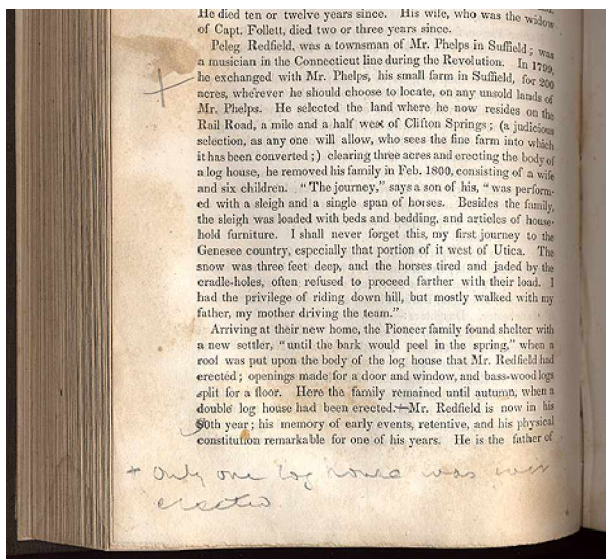 He died ten or twelve years since. His wife, who was the widow
of Capt. Follett, died two or three years since.
Peleg Redfield, was a townsman of Mr. Phelps in Suffield; was
a musician in the Connecticut line during the Revolution. In 1799,
he exchanged with Mr. Phelps, his small farm in Suffield, for 200
acres, wherever he should choose to locate, on any unsold lands of
Mr. Phelps. He selected the land where he now resides on the
Rail Road, a mile and a half west of Clifton Springs; (a judicious
selection, as any one will allow, who sees the fine farm into which
it has been converted;) clearing three acres and erecting the body of
a log house, he removed his family in Feb. 1800, consisting of a wife
and six children. "The journey," says a son of his, "was perform-
ed with a sleigh and a single span of horses. Besides the family,
the sleigh was loaded with beds and bedding, and articles of house-
hold furniture. I shall never forget this, my first journey to the
Genesee country, especially that portion of it west of Utica. The
snow was three feet deep, and the horses tired and jaded by the
cradle-holes, often refused to proceed farther with their load. I
had the privilege of riding down hill, but mostly walked with my
father, my mother driving the team."
Arriving at their new home, the Pioneer family found shelter with
a new settler, "until the bark would peel in the spring," when a
roof was put upon the body of the log house that Mr. Redfield had
erected; openings made for a door and window, and bass-wood logs
split for a floor. Here the family remained until autumn, when a
double log house had been erected.+Mr. Redfield is now in his
80th year; his memory of early events, retentive, and his physical
constitution remarkable for one of his years. He is the father of
+ Only one log house was ever
erected